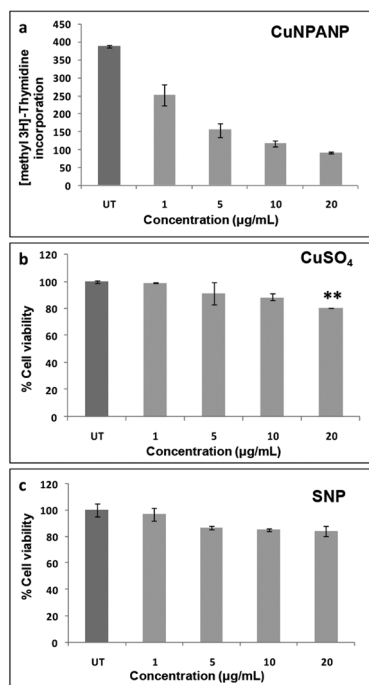 a
CuNPANP
[methyl 3H]-Thymidine
incorporation
450
400
350
300
250
200
150
100
50
0
UT 1 5 10 20
Concentration (µg/mL)
b
CuSO₄
% Cell viability
120
100
80
60
40
20
0
**
UT 1 5 10 20
Concentration (µg/mL)
c
SNP
% Cell viability
120
100
80
60
40
20
0
UT 1 5 10 20
Concentration (µg/mL)